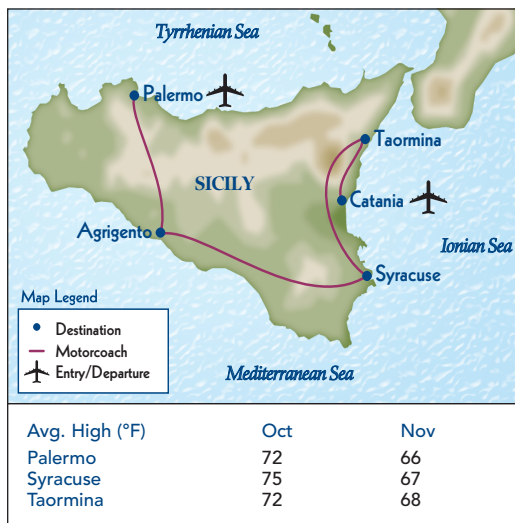 Tyrrhenian Sea
Palermo
Taormina
SICILY
Catania
Agrigento
Ionian Sea
Syracuse
Map Legend
Destination
Motorcoach
Entry/Departure
Mediterranean Sea
Avg. High (°F) Oct Nov
Palermo 72 66
Syracuse 75 67
Taormina 72 68